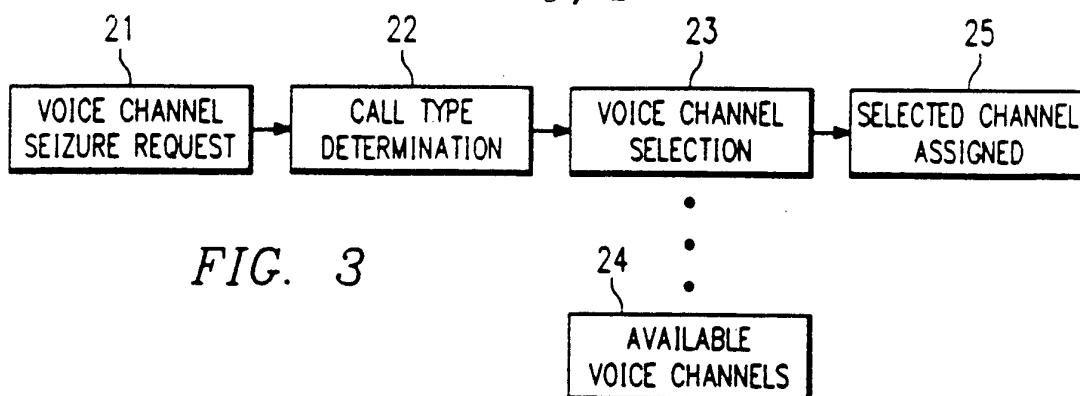 21 22 23 25
VOICE CHANNEL SEIZURE REQUEST
CALL TYPE DETERMINATION
VOICE CHANNEL SELECTION
SELECTED CHANNEL ASSIGNED
FIG. 3
24
AVAILABLE
VOICE CHANNELS